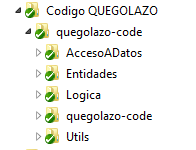 Codigo QUEGOLAZO
quegolazo-code
AccesoADatos
Entidades
Logica
quegolazo-code
Utils